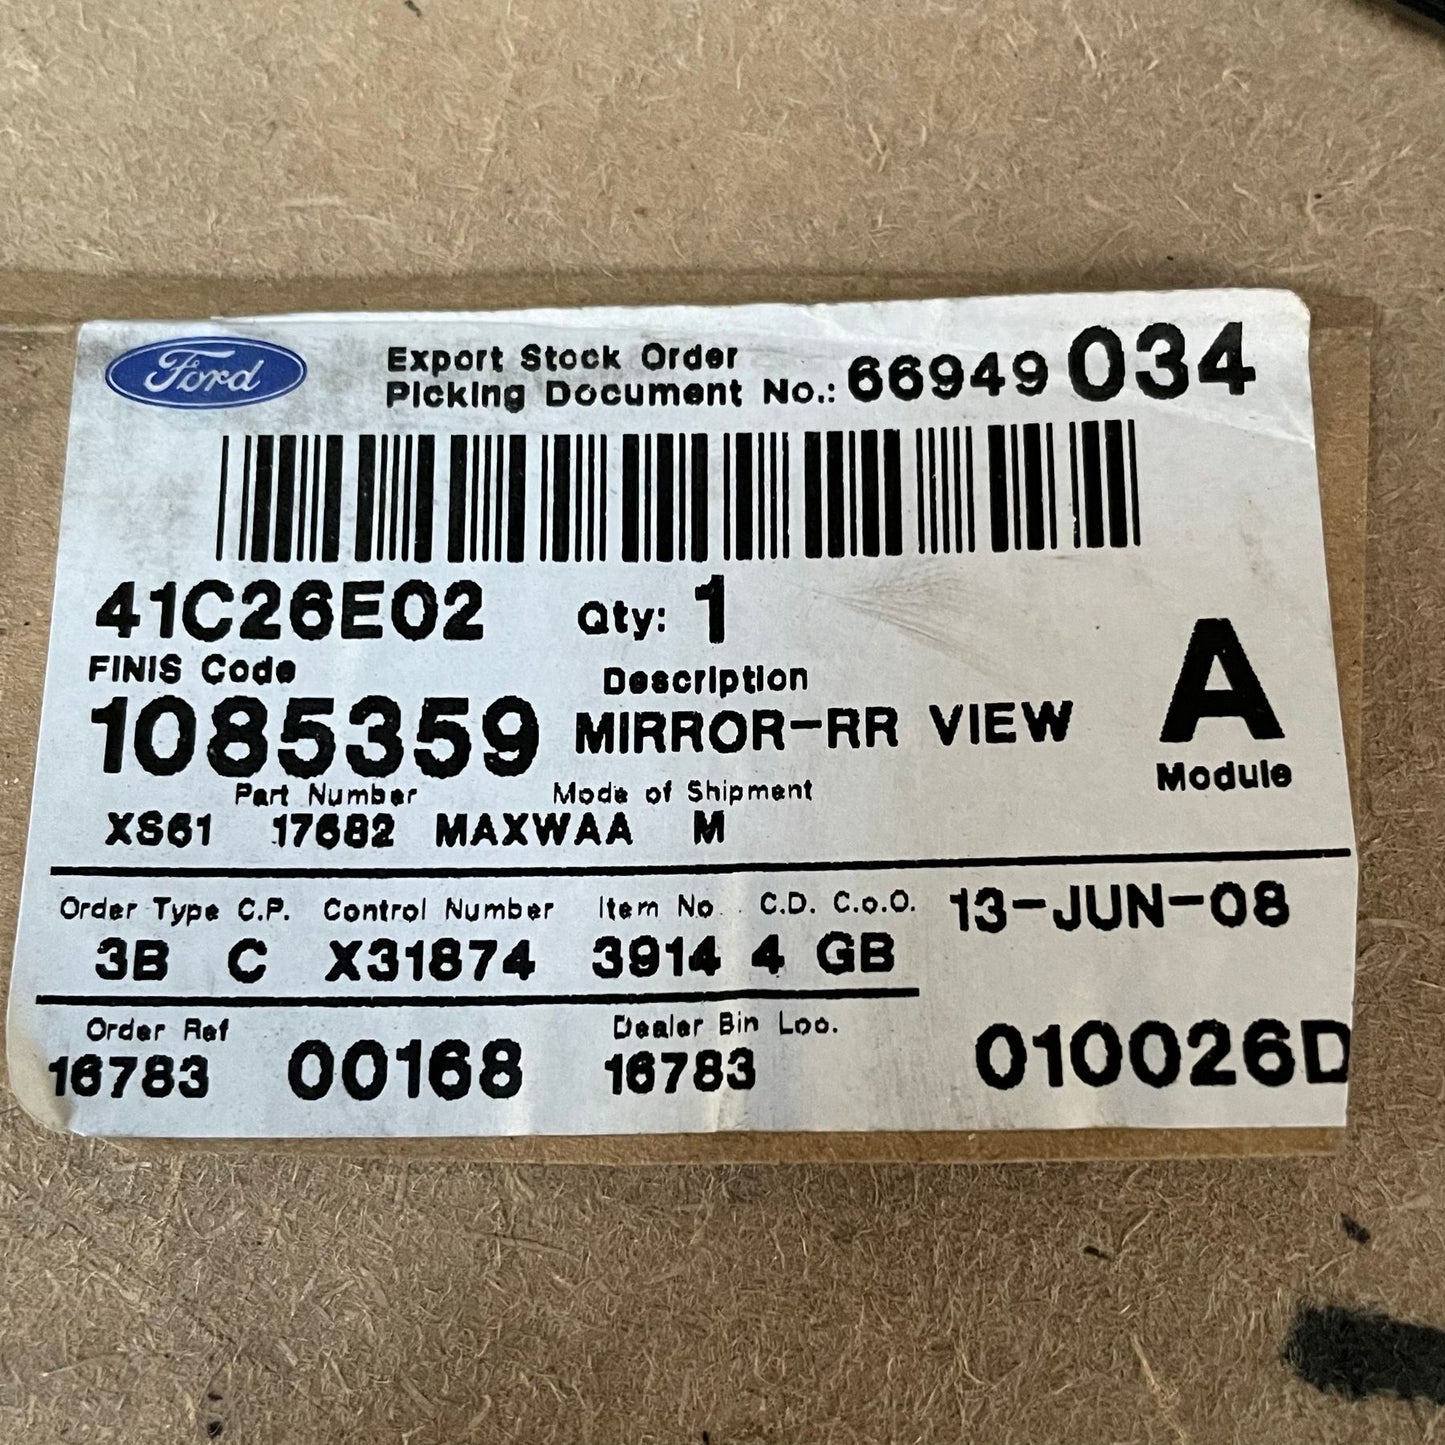 Ford
Export Stock Order
Picking Document No.: 66949 034
41C26E02 Qty: 1
FINIS Code Description
1085359 MIRROR-RR VIEW A
Module
Part Number Mode of Shipment
XS61 17682 MAXWAA M
Order Type C.P. Control Number Item No. C.D. C.o.O. 13-JUN-08
3B C X31874 3914 4 GB
Order Ref Dealer Bin Loc.
16783 00168 16783 010026D